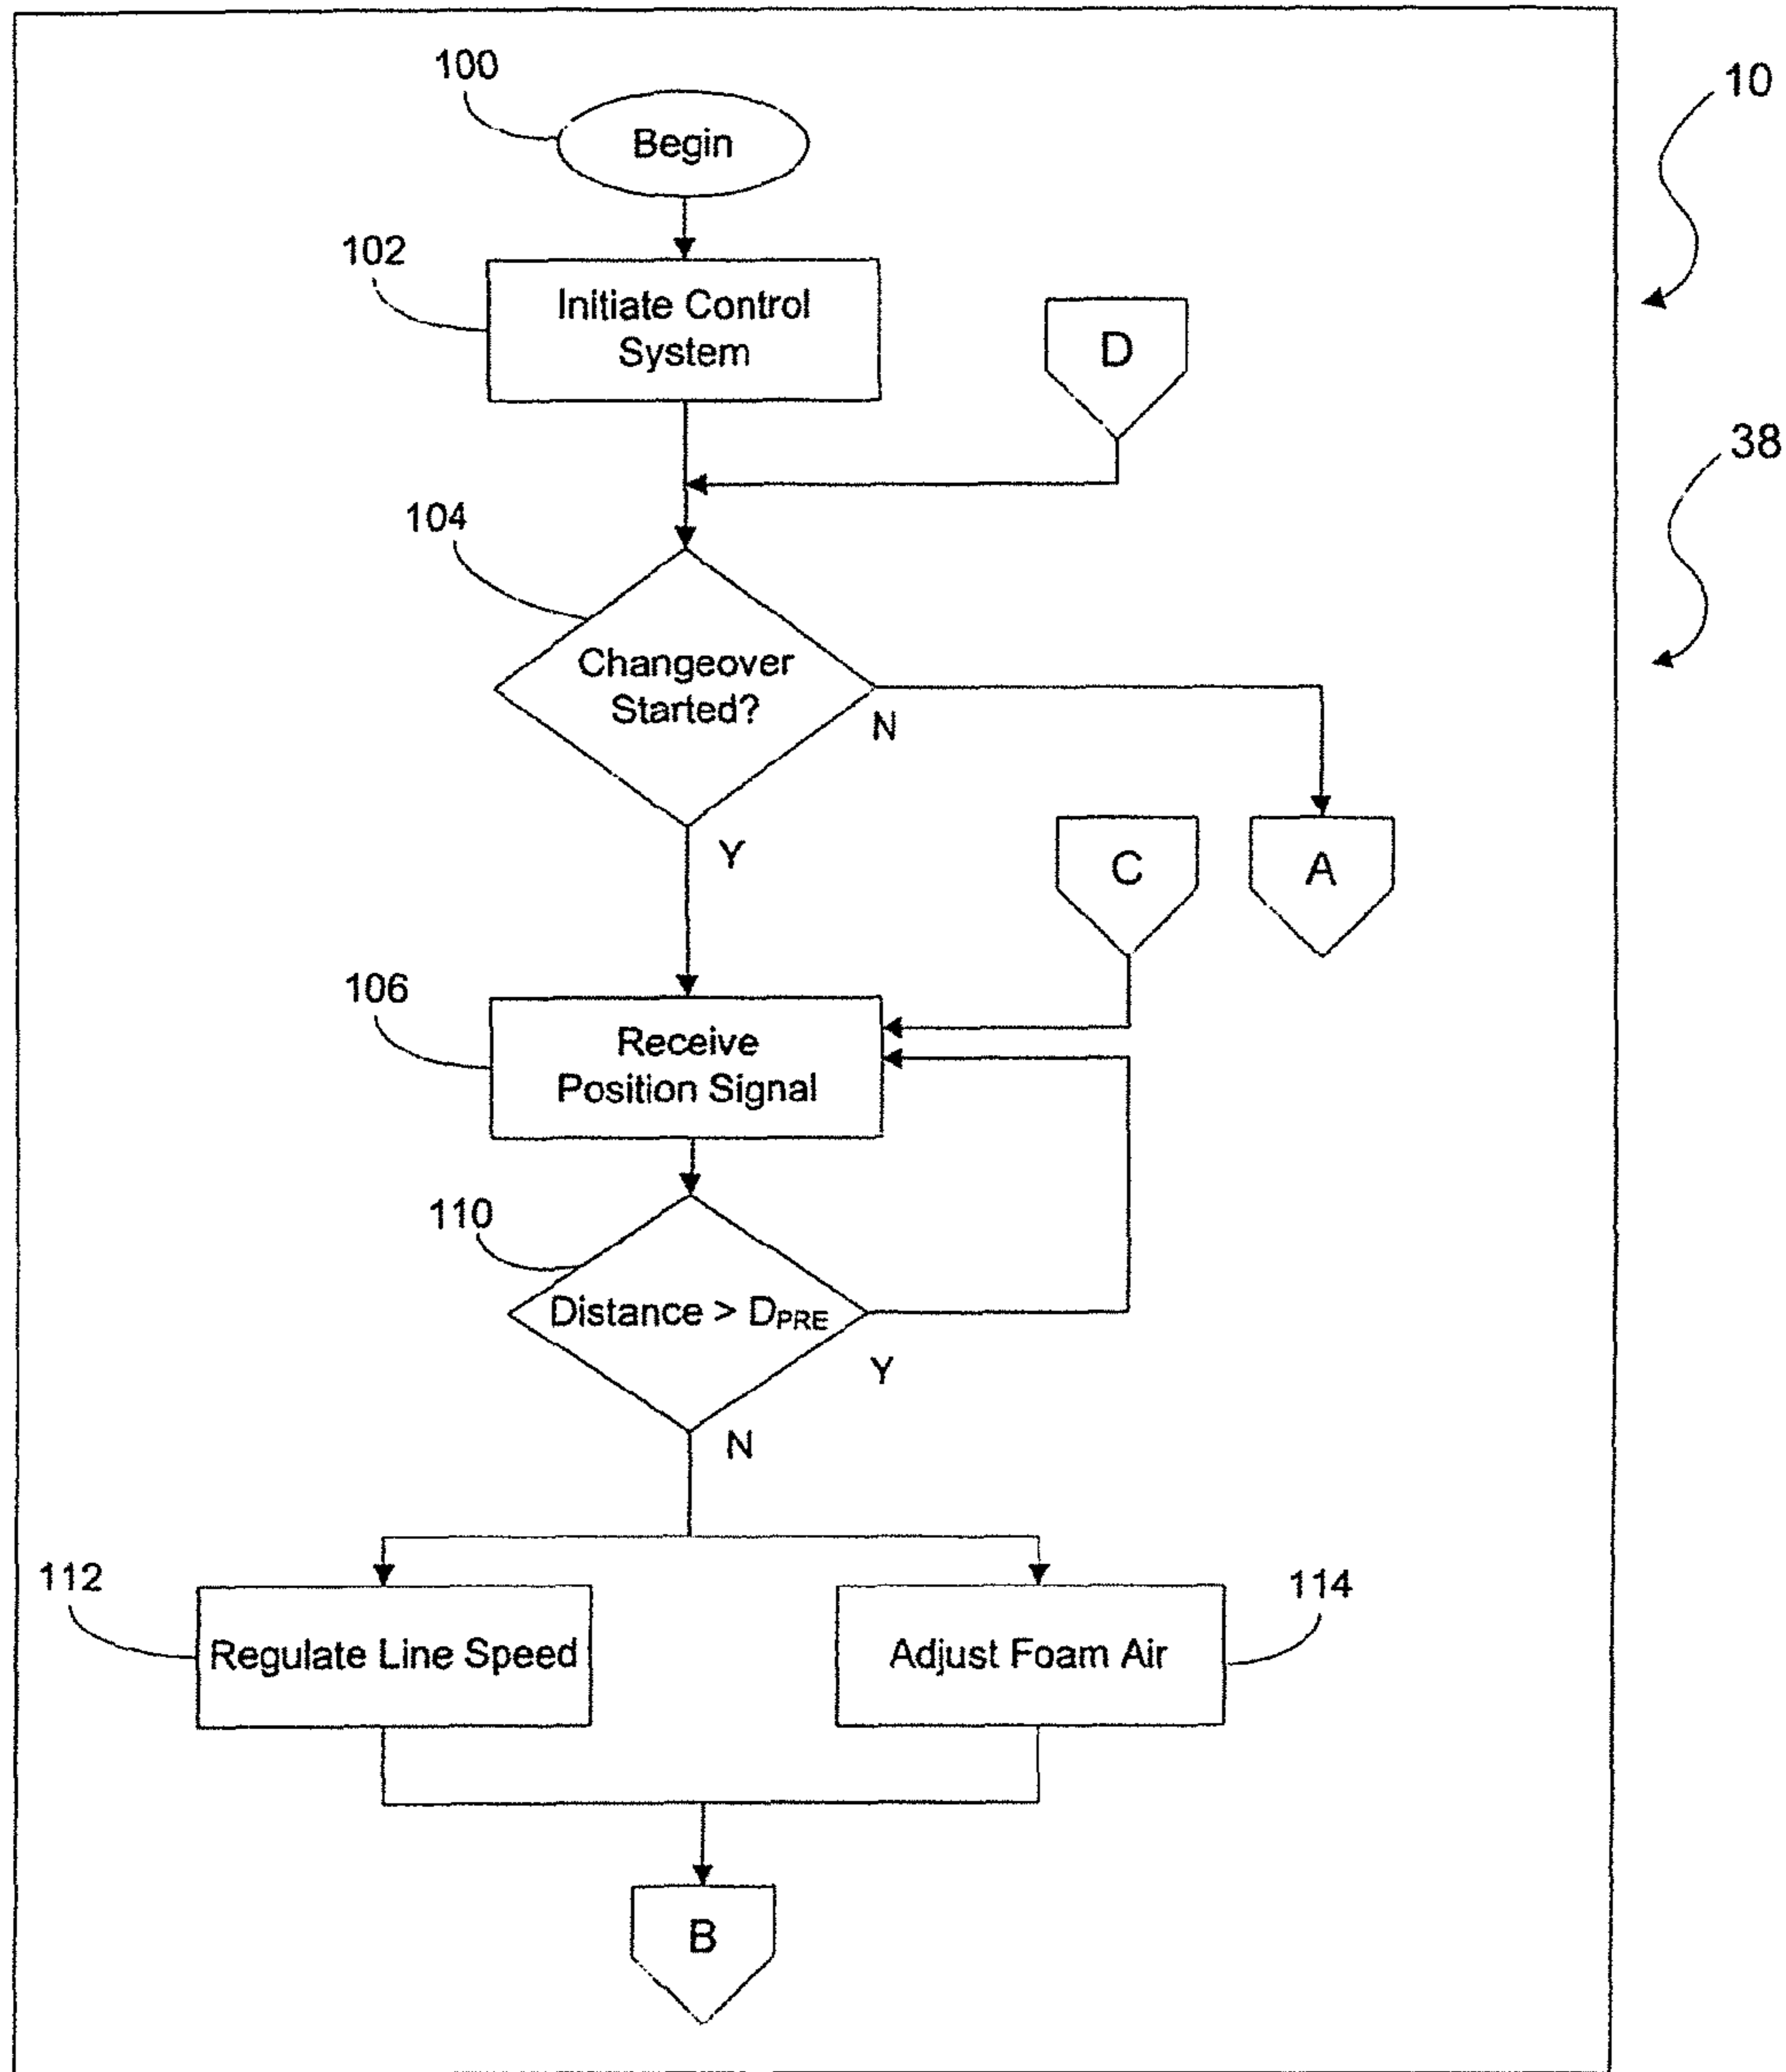 100
Begin
10
102
Initiate Control
System
D
38
104
Changeover
Started?
N
Y
C
A
106
Receive
Position Signal
110
Distance > DPRE
Y
N
112
Regulate Line Speed
Adjust Foam Air
114
B